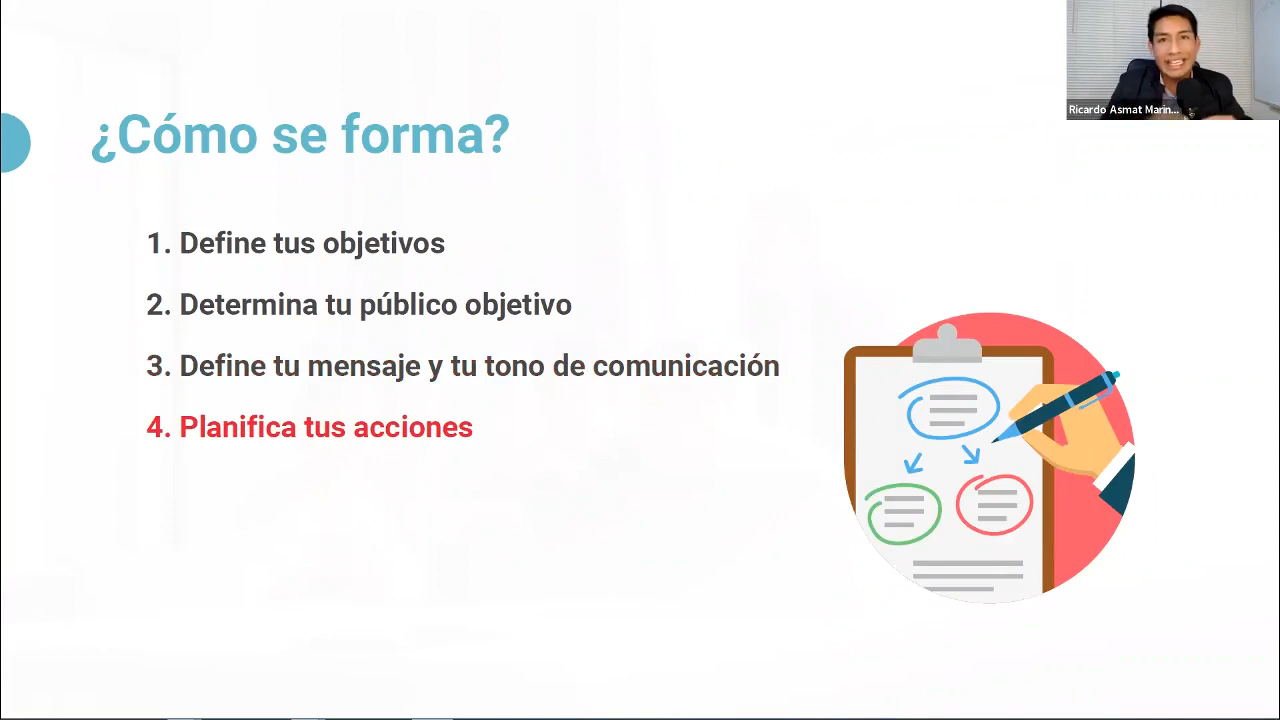 ¿Cómo se forma?
1. Define tus objetivos
2. Determina tu público objetivo
3. Define tu mensaje y tu tono de comunicación
4. Planifica tus acciones
Ricardo Asmat Marin...